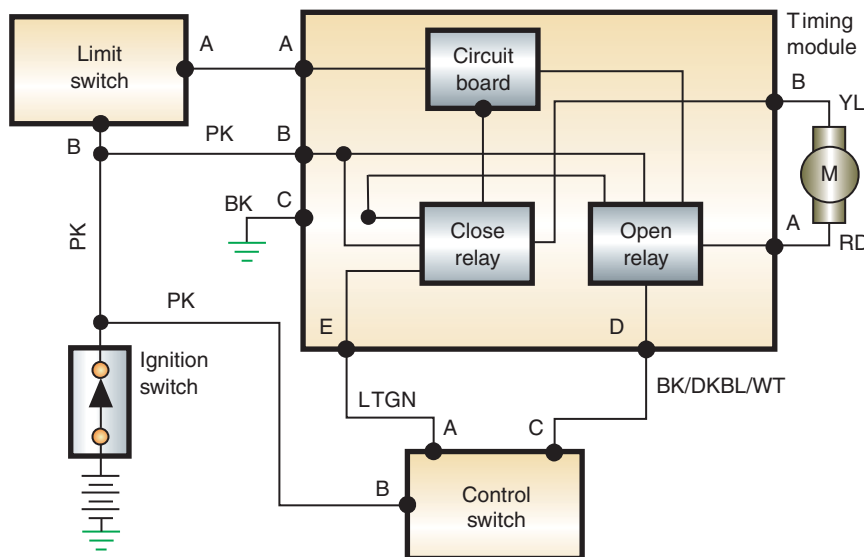 Timing
module
Limit
switch
A
A
Circuit
board
B
YL
B
PK
B
M
BK
C
Close
relay
Open
relay
A
RD
PK
PK
E
D
Ignition
switch
LTGN
BK/DKBL/WT
A
C
B
Control
switch